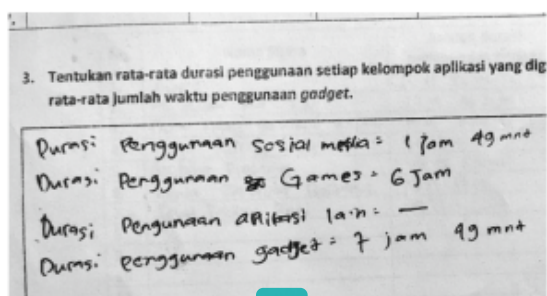 3. Tentukan rata-rata durasi penggunaan setiap kelompok aplikasi yang dig
rata-rata jumlah waktu penggunaan gadget.
Durasi Penggunaan Sosial media = 1 jam 49 mnt
Durasi Penggunaan Games = 6 Jam
Durasi Pengunaan aplikasi lain = —
Durasi penggunaan gadget = 7 jam 49 mnt